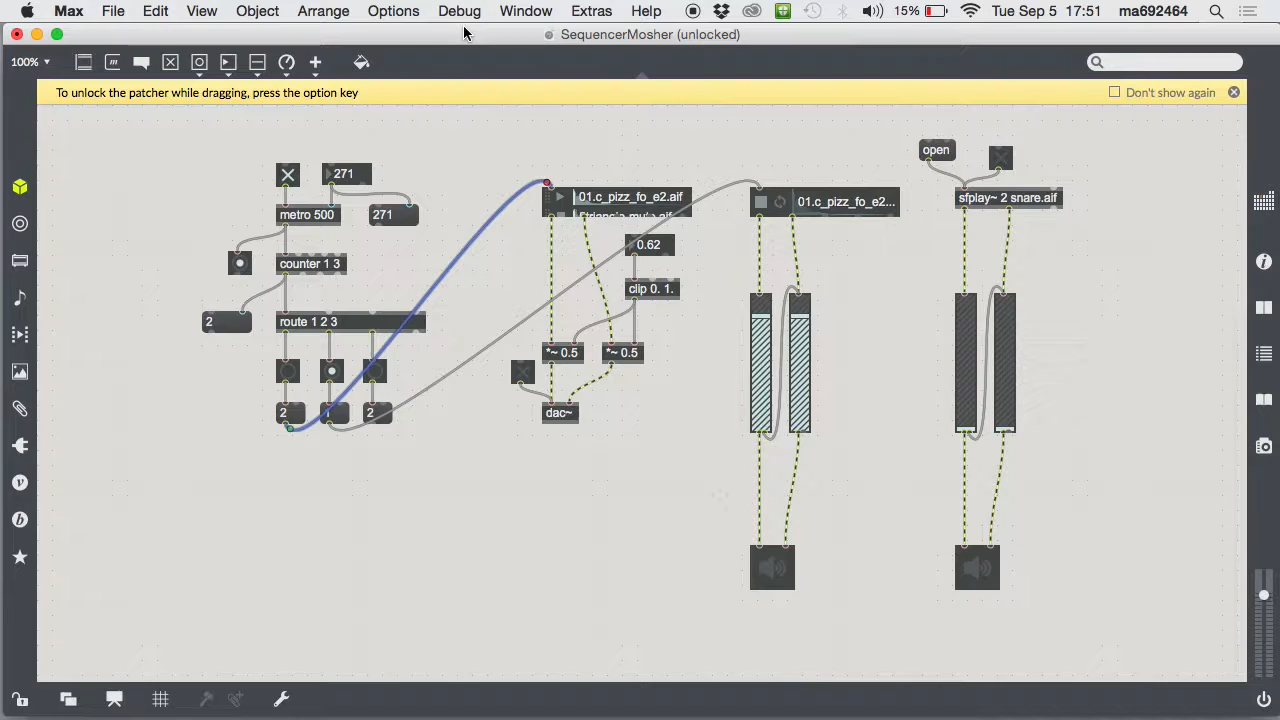 Max File Edit View Object Arrange Options Debug Window Extras Help 15% Tue Sep 5 17:51 ma692464
SequencerMosher (unlocked)
100%
To unlock the patcher while dragging, press the option key Don't show again
open
271
01.c_pizz_fo_e2.aif
01.c_pizz_fo_e2...
sfplay~ 2 snare.aif
metro 500
271
0.62
counter 1 3
clip 0. 1.
2
route 1 2 3
*~ 0.5
*~ 0.5
2
2
dac~